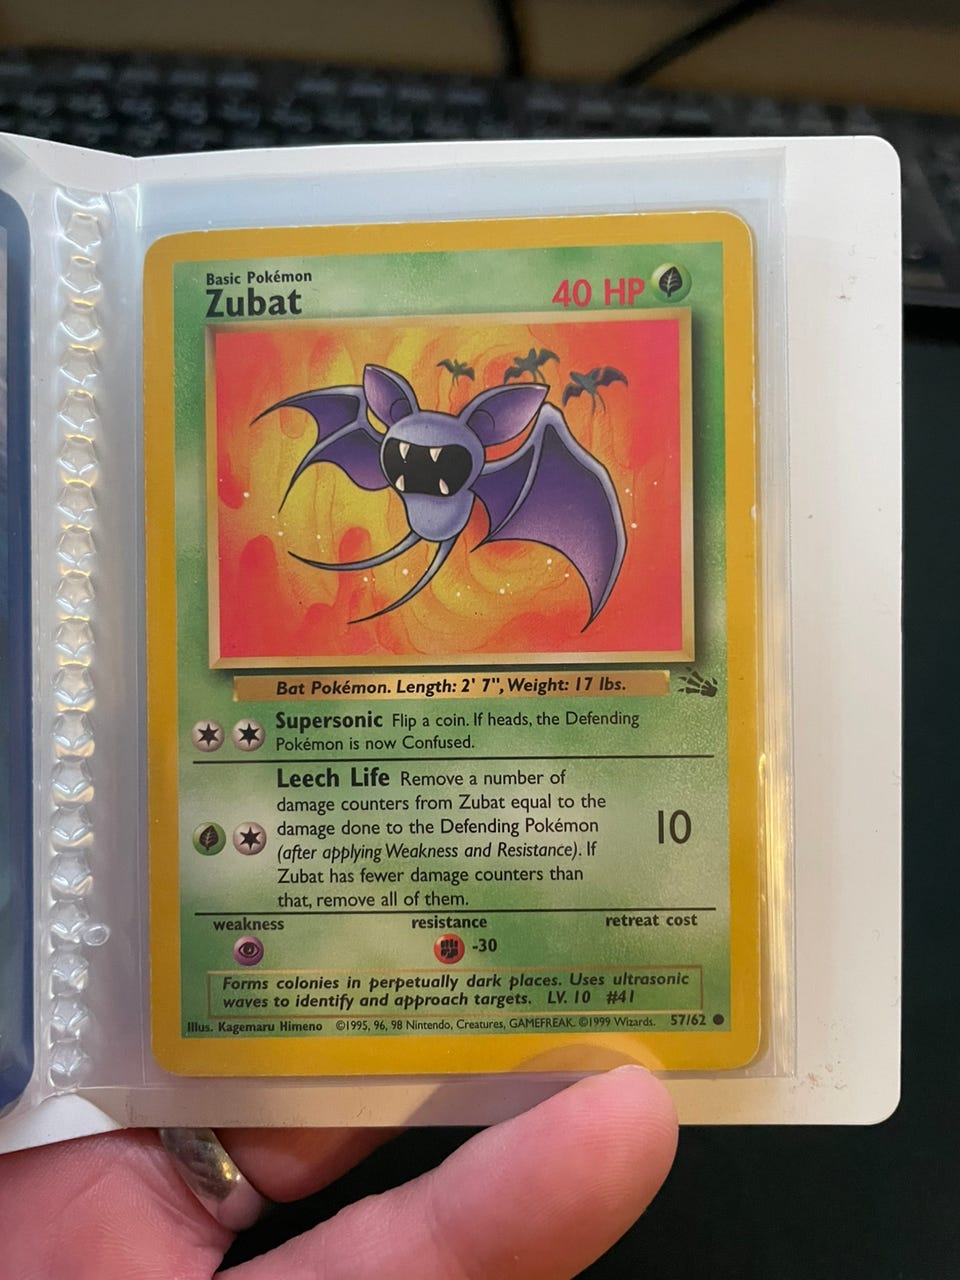 Basic Pokémon
Zubat
40 HP
Bat Pokémon. Length: 2' 7", Weight: 17 lbs.
Supersonic Flip a coin. If heads, the Defending
Pokémon is now Confused.
Leech Life Remove a number of
damage counters from Zubat equal to the
damage done to the Defending Pokémon
(after applying Weakness and Resistance). If
Zubat has fewer damage counters than
that, remove all of them.
10
weakness resistance retreat cost
-30
Forms colonies in perpetually dark places. Uses ultrasonic
waves to identify and approach targets. LV. 10 #41
Illus. Kagemaru Himeno ©1995, 96, 98 Nintendo, Creatures, GAMEFREAK. ©1999 Wizards. 57/62